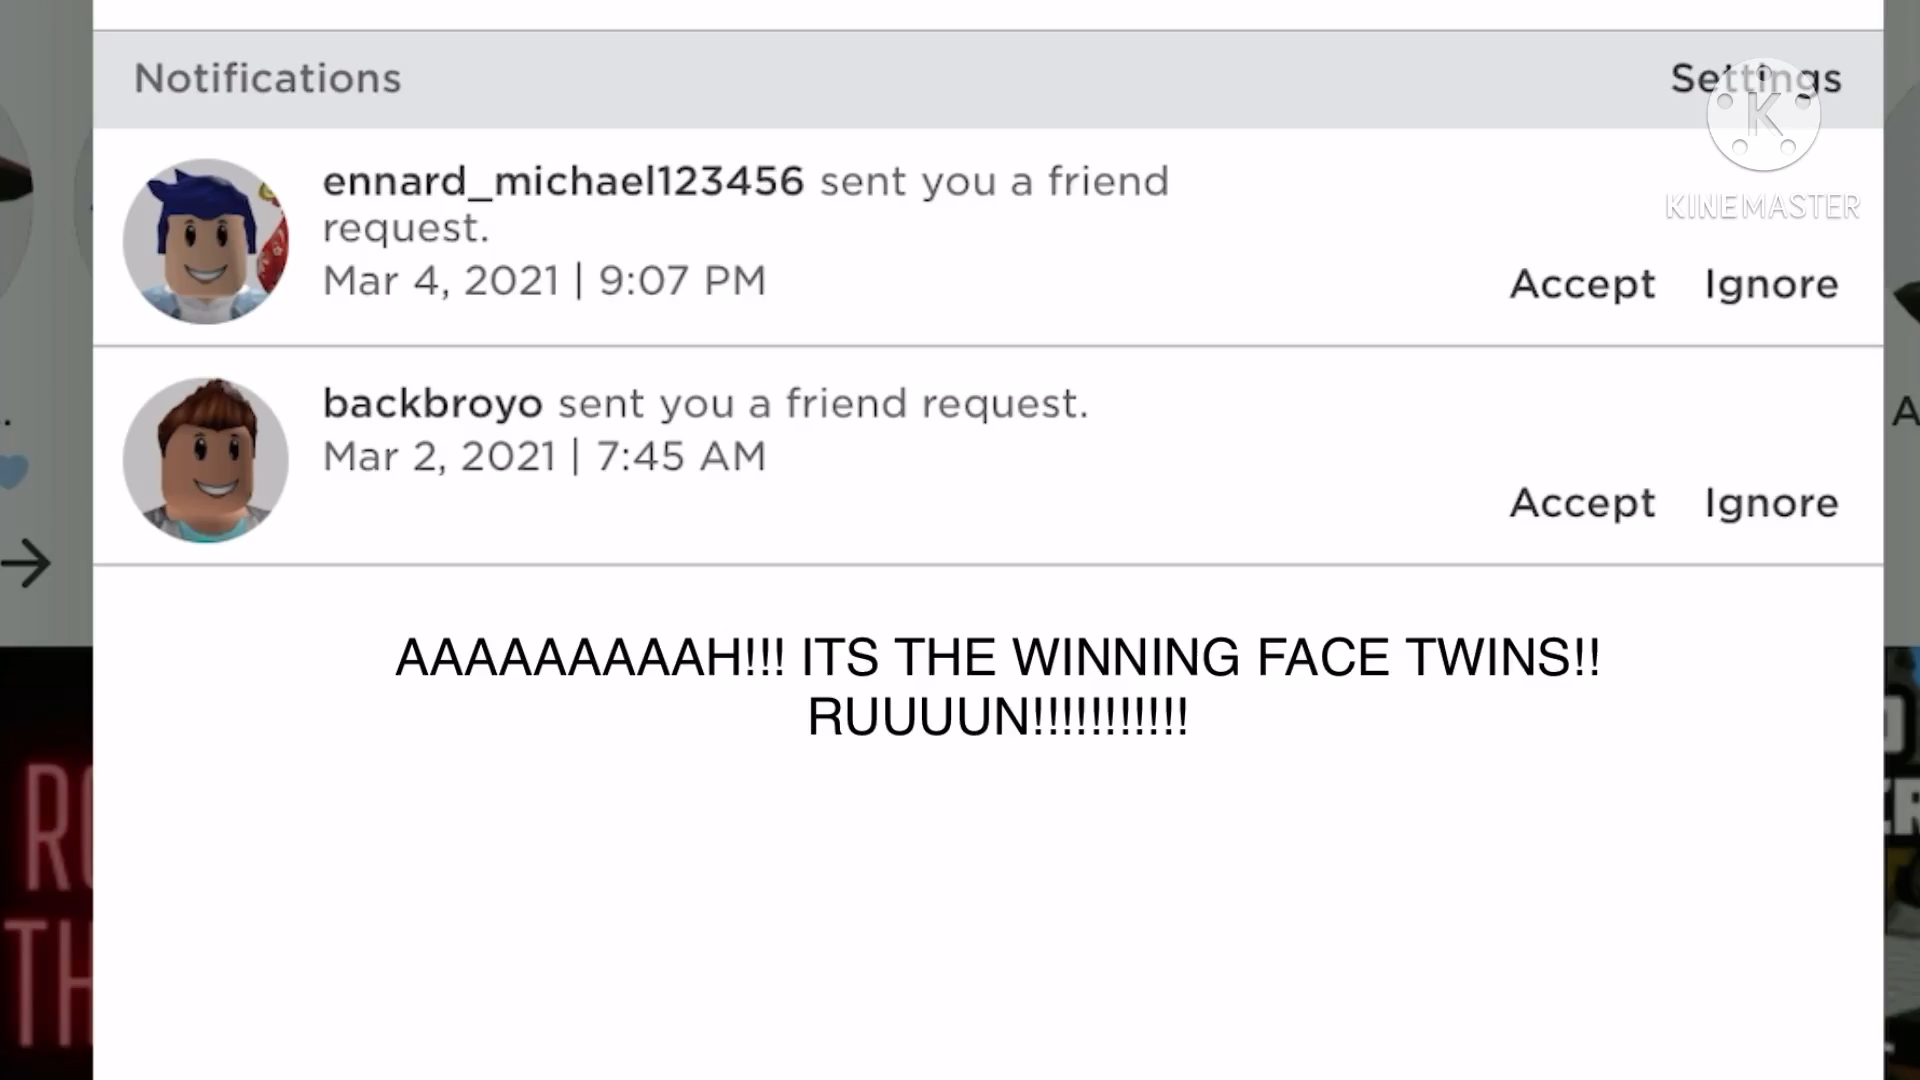 Notifications
Settings
K
KINEMASTER
ennard_michael123456 sent you a friend
request.
Mar 4, 2021 | 9:07 PM
Accept Ignore
backbroyo sent you a friend request.
Mar 2, 2021 | 7:45 AM
Accept Ignore
AAAAAAAAAH!!! ITS THE WINNING FACE TWINS!!
RUUUUN!!!!!!!!!!!